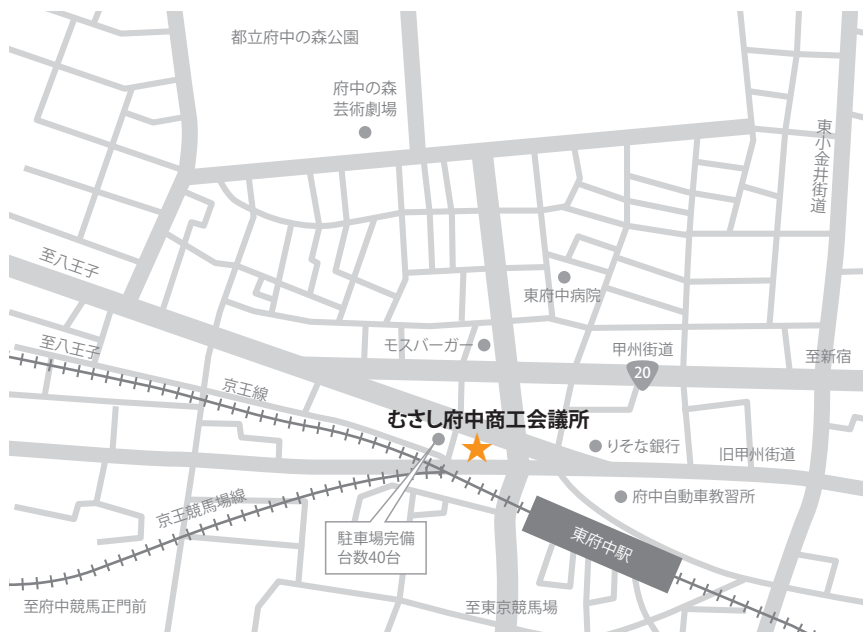 都立府中の森公園
府中の森
芸術劇場
東小金井街道
至八王子
東府中病院
モスバーガー
甲州街道
至新宿
至八王子
20
京王線
むさし府中商工会議所
りそな銀行
旧甲州街道
府中自動車教習所
京王競馬場線
駐車場完備
台数40台
東府中駅
至府中競馬正門前
至東京競馬場